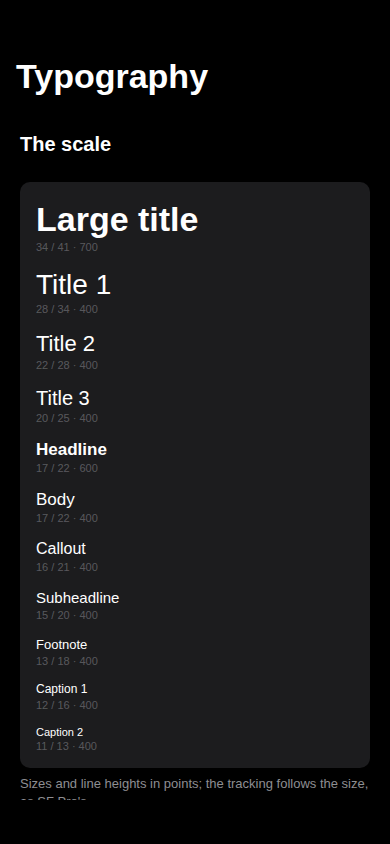 Typography
The scale
Large title
34 / 41 · 700
Title 1
28 / 34 · 400
Title 2
22 / 28 · 400
Title 3
20 / 25 · 400
Headline
17 / 22 · 600
Body
17 / 22 · 400
Callout
16 / 21 · 400
Subheadline
15 / 20 · 400
Footnote
13 / 18 · 400
Caption 1
12 / 16 · 400
Caption 2
11 / 13 · 400
Sizes and line heights in points; the tracking follows the size,
as SF Pro's